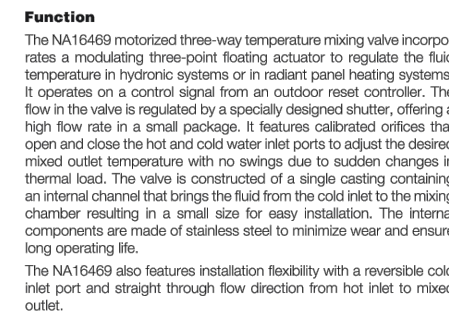 Function
The NA16469 motorized three-way temperature mixing valve incorpo
rates a modulating three-point floating actuator to regulate the flui
temperature in hydronic systems or in radiant panel heating systems
It operates on a control signal from an outdoor reset controller. The
flow in the valve is regulated by a specially designed shutter, offering
high flow rate in a small package. It features calibrated orifices tha
open and close the hot and cold water inlet ports to adjust the desired
mixed outlet temperature with no swings due to sudden changes i
thermal load. The valve is constructed of a single casting containing
an internal channel that brings the fluid from the cold inlet to the mixing
chamber resulting in a small size for easy installation. The interna
components are made of stainless steel to minimize wear and ensure
long operating life.
The NA16469 also features installation flexibility with a reversible cold
inlet port and straight through flow direction from hot inlet to mixed
outlet.